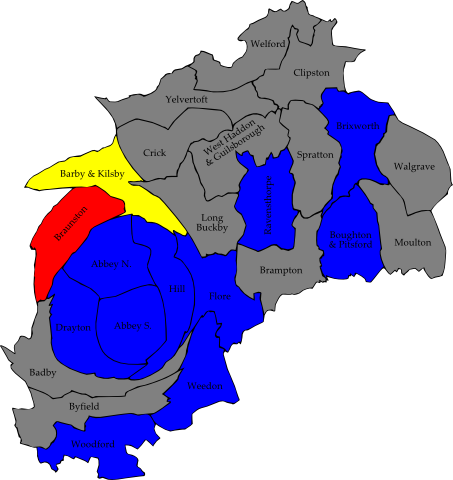 Welford
Clipston
Yelvertoft
Brixworth
West Haddon
& Guilsborough
Crick
Spratton
Walgrave
Barby & Kilsby
Ravensthorpe
Braunston
Long
Buckby
Boughton
& Pitsford
Moulton
Abbey N.
Brampton
Hill
Flore
Drayton
Abbey S.
Badby
Weedon
Byfield
Woodford